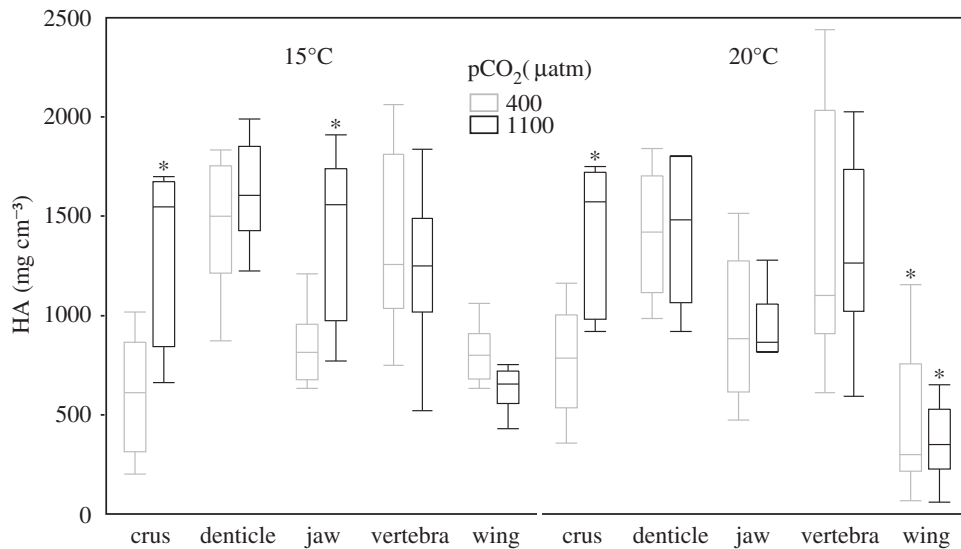 2500
15°C
20°C
pCO₂(μatm)
400
1100
2000
*
*
*
1500
HA (mg cm⁻³)
1000
*
*
500
0
crus denticle jaw vertebra wing crus denticle jaw vertebra wing